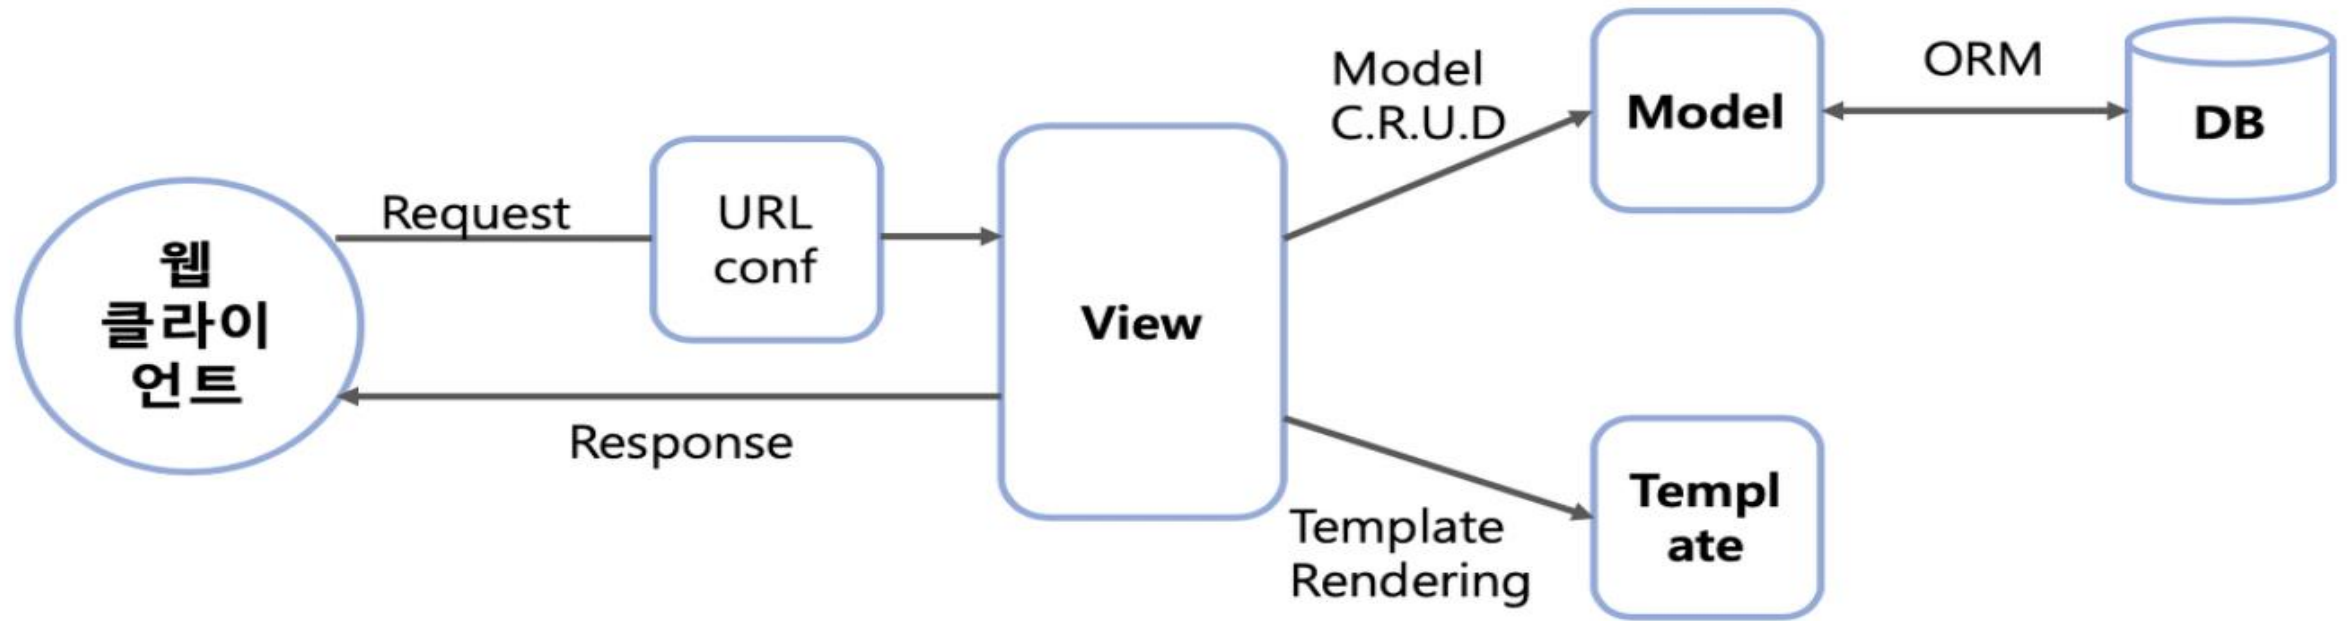 웹
클라이
언트
Request
URL
conf
Response
View
Model
C.R.U.D
Model
ORM
DB
Template
Rendering
Templ
ate